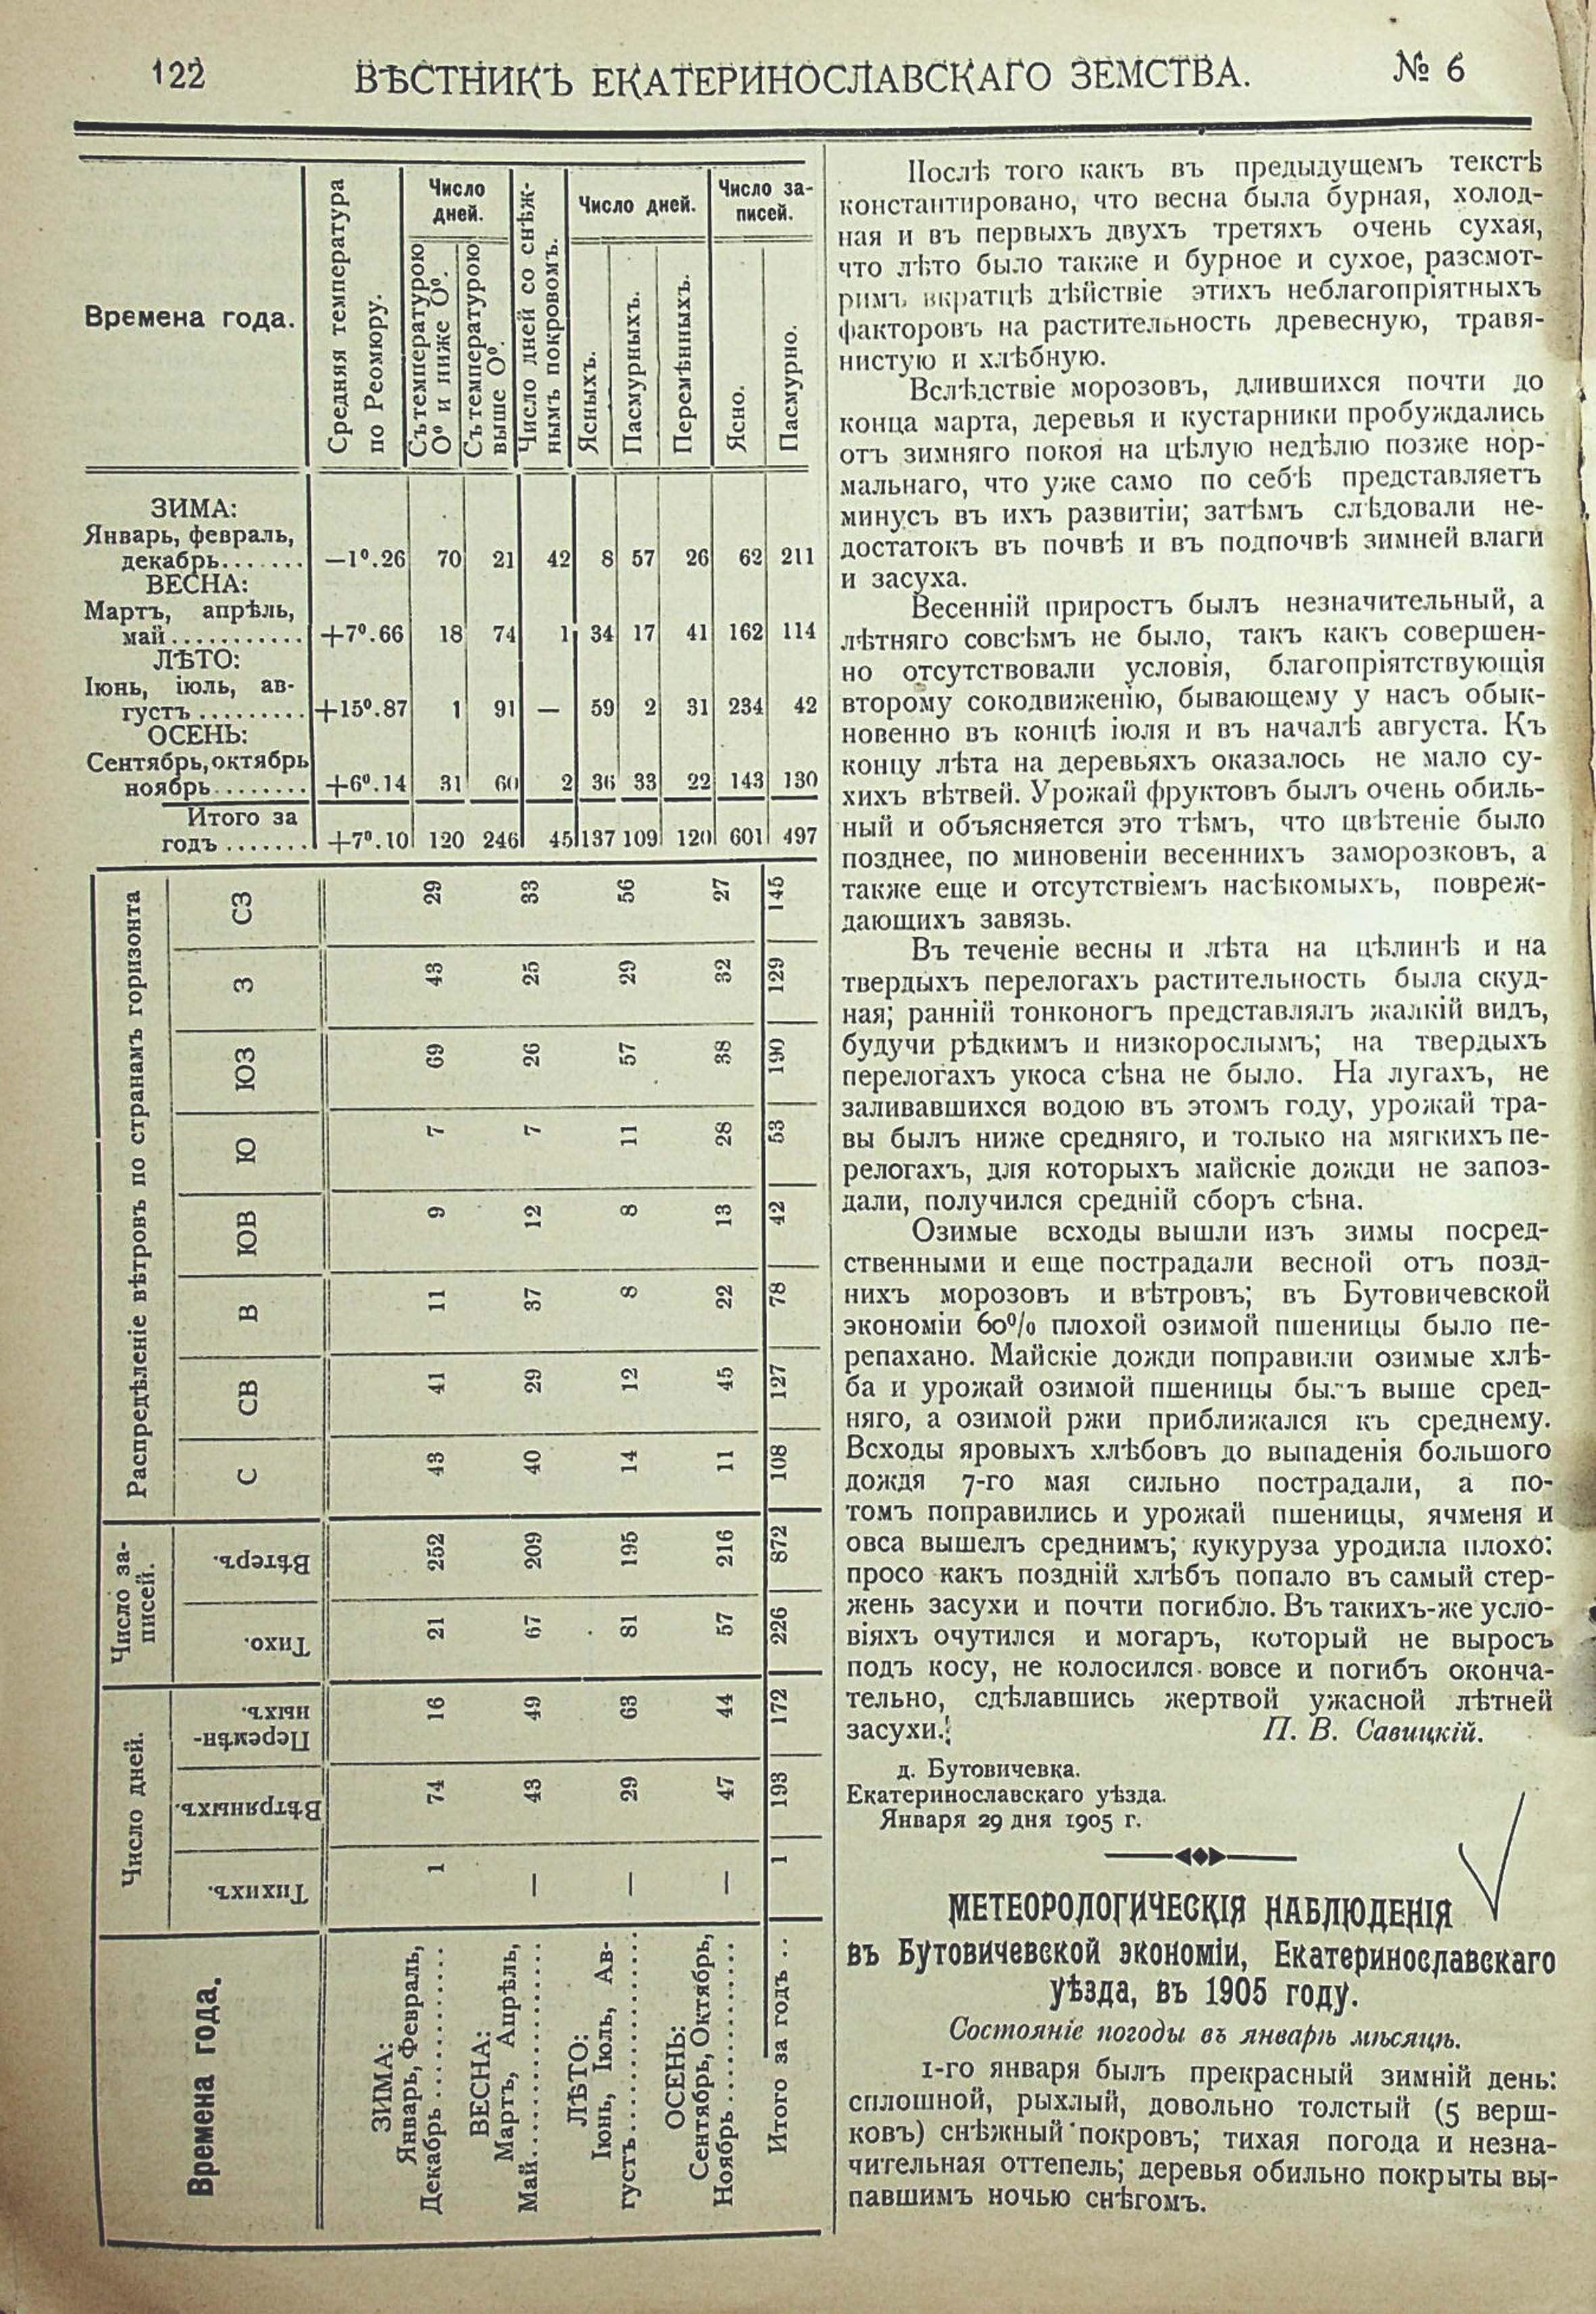 122
ВѢСТНИКЪ ЕКАТЕРИНОСЛАВСКАГО ЗЕМСТВА.
№ 6
Времена года.
Средняя температура
по Реомюру.
Число
дней.
Съ температурою
0° и ниже 0°.
Съ температурою
выше 0°.
Число дней со снѣж-
нымъ покровомъ.
Число дней.
Ясныхъ.
Пасмурныхъ.
Перемѣнныхъ.
Число за-
писей.
Ясно.
Пасмурно.
ЗИМА:
Январь, февраль,
декабрь....... —1°.26 70 21 42 8 57 26 62 211
ВЕСНА:
Мартъ, апрѣль,
май........... +7°.66 18 74 1 34 17 41 162 114
ЛѢТО:
Іюнь, іюль, ав-
густъ ......... +15°.87 1 91 — 59 2 31 234 42
ОСЕНЬ:
Сентябрь, октябрь
ноябрь........ +6°.14 31 60 2 36 33 22 143 130
Итого за
годъ ....... +7°.10 120 246 45 137 109 120 601 497
Времена года.
Число дней.
Тихихъ.
Вѣтряныхъ.
Перемѣн-
ныхъ.
Число за-
писей.
Тихо.
Вѣтеръ.
Распредѣленіе вѣтровъ по странамъ горизонта
С
СВ
В
ЮВ
Ю
ЮЗ
З
СЗ
ЗИМА:
Январь, Февраль,
Декабрь.......... 1 74 16 21 252 43 41 11 9 7 69 43 29
ВЕСНА:
Мартъ, Апрѣль,
Май............... — 43 49 67 209 40 29 37 12 7 26 25 33
ЛѢТО:
Іюнь, Іюль, Ав-
густъ............. — 29 63 81 195 14 12 8 8 11 57 29 56
ОСЕНЬ:
Сентябрь, Октябрь,
Ноябрь........... — 47 44 57 216 11 45 22 13 28 38 32 27
Итого за годъ... 1 193 172 226 872 108 127 78 42 53 190 129 145
Послѣ того какъ въ предыдущемъ текстѣ
константировано, что весна была бурная, холод-
ная и въ первыхъ двухъ третяхъ очень сухая,
что лѣто было также и бурное и сухое, разсмот-
римъ вкратцѣ дѣйствіе этихъ неблагопріятныхъ
факторовъ на растительность древесную, травя-
нистую и хлѣбную.
Вслѣдствіе морозовъ, длившихся почти до
конца марта, деревья и кустарники пробуждались
отъ зимняго покоя на цѣлую недѣлю позже нор-
мальнаго, что уже само по себѣ представляетъ
минусъ въ ихъ развитіи; затѣмъ слѣдовали не-
достатокъ въ почвѣ и въ подпочвѣ зимней влаги
и засуха.
Весенній приростъ былъ незначительный, а
лѣтняго совсѣмъ не было, такъ какъ совершен-
но отсутствовали условія, благопріятствующія
второму сокодвиженію, бывающему у насъ обык-
новенно въ концѣ іюля и въ началѣ августа. Къ
концу лѣта на деревьяхъ оказалось не мало су-
хихъ вѣтвей. Урожай фруктовъ былъ очень обиль-
ный и объясняется это тѣмъ, что цвѣтеніе было
позднее, по миновеніи весеннихъ заморозковъ, а
также еще и отсутствіемъ насѣкомыхъ, повреж-
дающихъ завязь.
Въ теченіе весны и лѣта на цѣлинѣ и на
твердыхъ перелогахъ растительность была скуд-
ная; ранній тонконогъ представлялъ жалкій видъ,
будучи рѣдкимъ и низкорослымъ; на твердыхъ
перелогахъ укоса сѣна не было. На лугахъ, не
заливавшихся водою въ этомъ году, урожай тра-
вы былъ ниже средняго, и только на мягкихъ пе-
релогахъ, для которыхъ майскіе дожди не запоз-
дали, получился средній сборъ сѣна.
Озимые всходы вышли изъ зимы посред-
ственными и еще пострадали весной отъ позд-
нихъ морозовъ и вѣтровъ; въ Бутовичевской
экономіи 60% плохой озимой пшеницы было пе-
репахано. Майскіе дожди поправили озимые хлѣ-
ба и урожай озимой пшеницы былъ выше сред-
няго, а озимой ржи приближался къ среднему.
Всходы яровыхъ хлѣбовъ до выпаденія большого
дождя 7-го мая сильно пострадали, а по-
томъ поправились и урожай пшеницы, ячменя и
овса вышелъ среднимъ; кукуруза уродила плохо:
просо какъ поздній хлѣбъ попало въ самый стер-
жень засухи и почти погибло. Въ такихъ-же усло-
віяхъ очутился и могаръ, который не выросъ
подъ косу, не колосился вовсе и погибъ оконча-
тельно, сдѣлавшись жертвой ужасной лѣтней
засухи. П. В. Савицкій.
д. Бутовичевка.
Екатеринославскаго уѣзда.
Января 29 дня 1905 г.
МЕТЕОРОЛОГИЧЕСКІЯ НАБЛЮДЕНІЯ
въ Бутовичевской экономіи, Екатеринославскаго
уѣзда, въ 1905 году.
Состояніе погоды въ январѣ мѣсяцѣ.
1-го января былъ прекрасный зимній день:
сплошной, рыхлый, довольно толстый (5 верш-
ковъ) снѣжный покровъ; тихая погода и незна-
чительная оттепель; деревья обильно покрыты вы-
павшимъ ночью снѣгомъ.